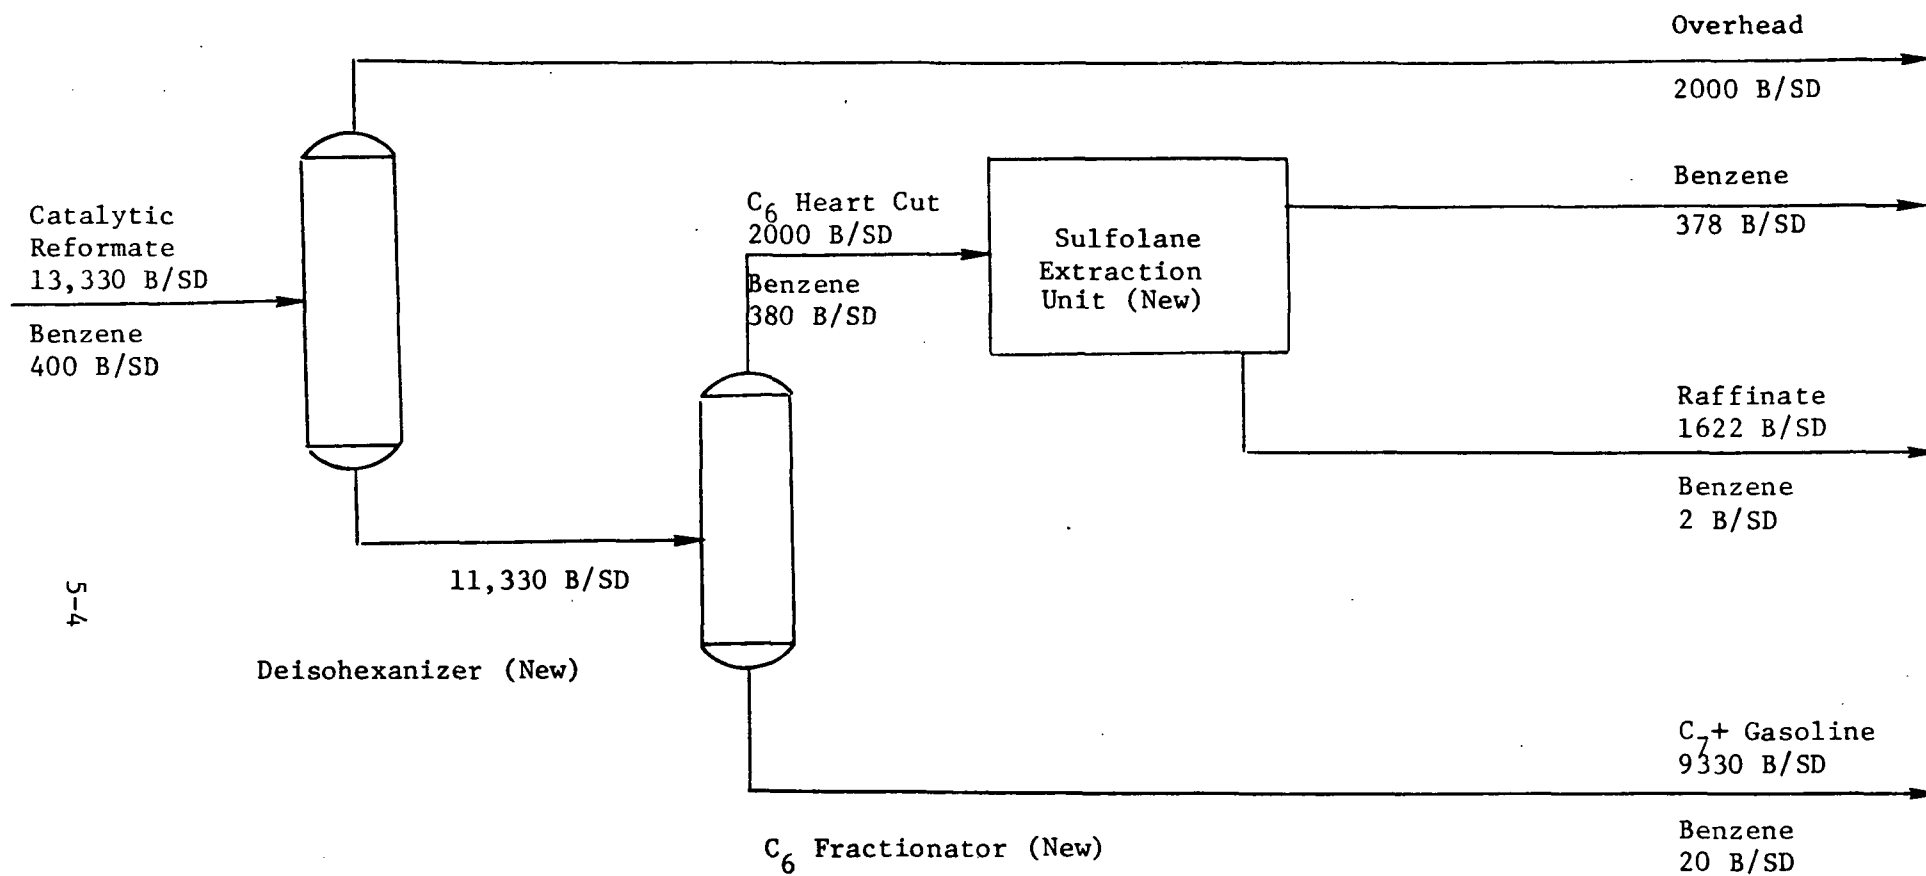 Overhead
2000 B/SD
Catalytic
Reformate
13,330 B/SD
Benzene
400 B/SD
C6 Heart Cut
2000 B/SD
Benzene
380 B/SD
Sulfolane
Extraction
Unit (New)
Benzene
378 B/SD
Raffinate
1622 B/SD
Benzene
2 B/SD
11,330 B/SD
Deisohexanizer (New)
C7+ Gasoline
9330 B/SD
Benzene
20 B/SD
C6 Fractionator (New)
5-4